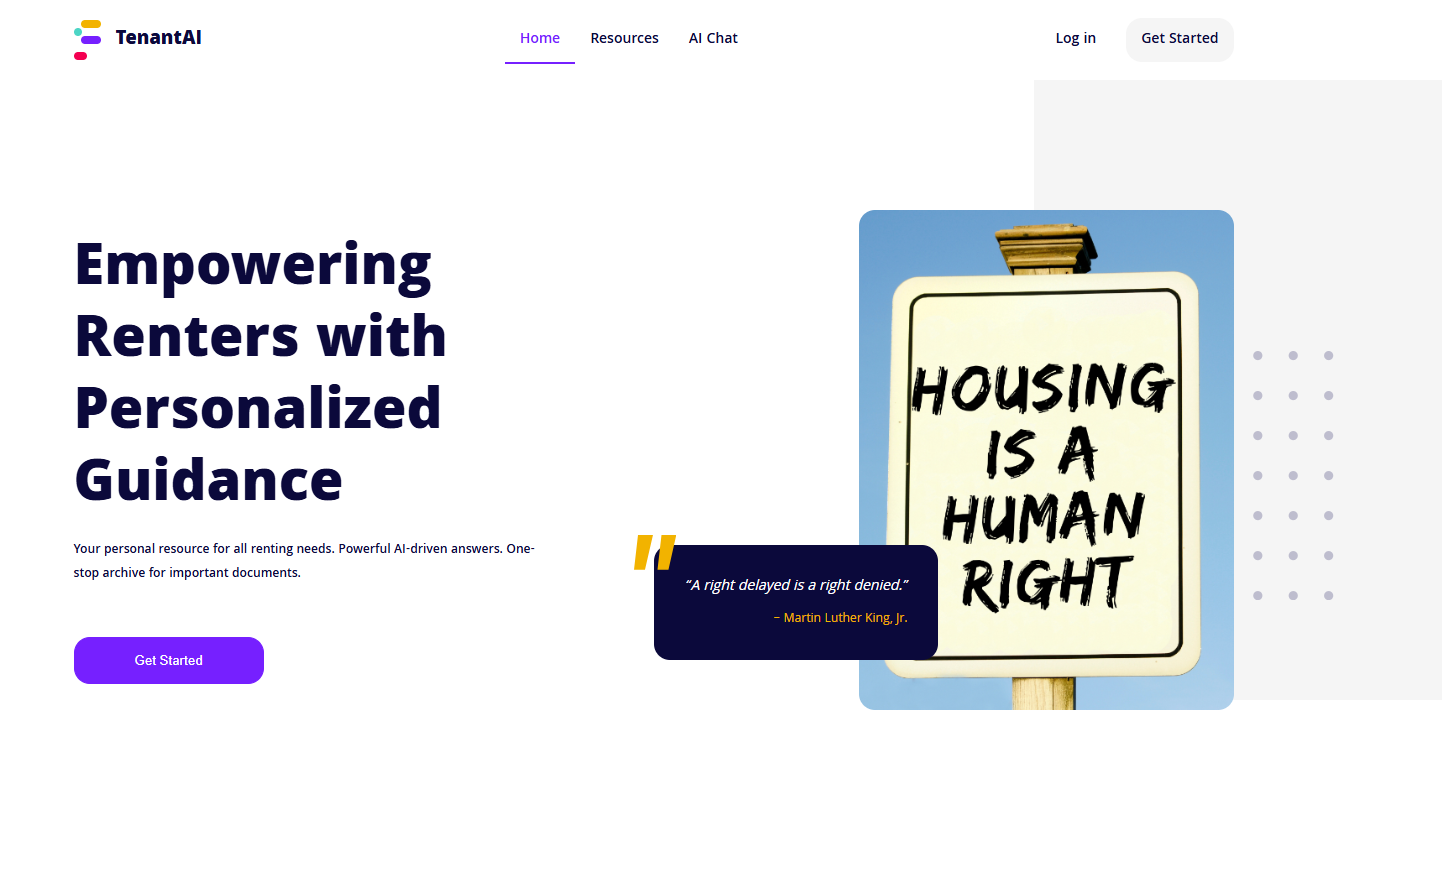 TenantAI
Home
Resources
AI Chat
Log in
Get Started
Empowering
Renters with
Personalized
Guidance
Your personal resource for all renting needs. Powerful AI-driven answers. One-
stop archive for important documents.
Get Started
HOUSING
IS A
HUMAN
RIGHT
"
“A right delayed is a right denied.”
– Martin Luther King, Jr.